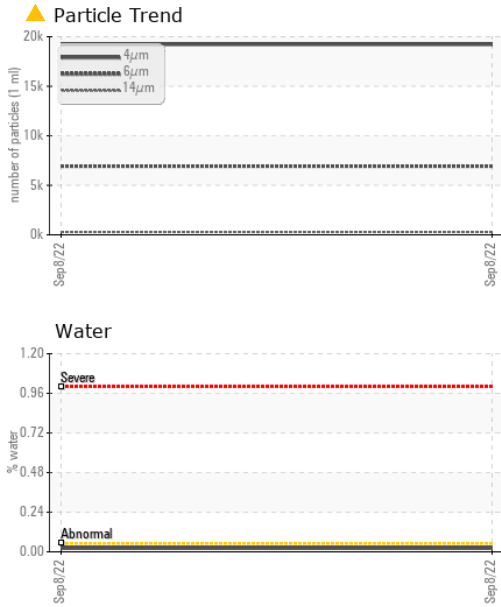 Particle Trend
20k
15k
10k
5k
0k
number of particles (1 ml)
4µm
6µm
14µm
Sep8/22
Sep8/22
Water
1.20
0.96
0.72
0.48
0.24
0.00
% water
Severe
Abnormal
Sep8/22
Sep8/22